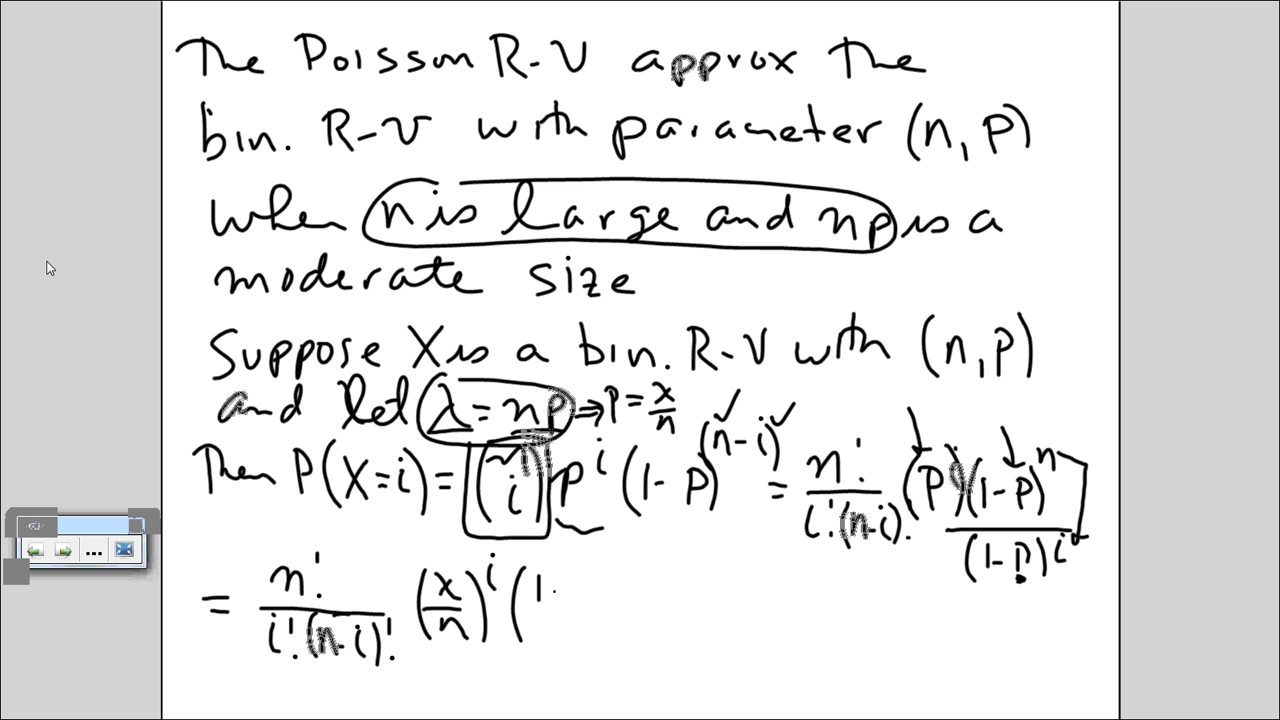 The Poisson R-V approx the
bin. R-V with parameter (n, p)
when n is large and np is a
moderate size
Suppose X is a bin. R-V with (n, p)
and let λ = np ⇒ p = λ/n
Then P(X=i) = (n i) p^i (1-p)^(n-i) = n!/(i!(n-i)!) (p)^i (1-p)^n/(1-p)^i
= n!/(i!(n-i)!) (λ/n)^i (1-